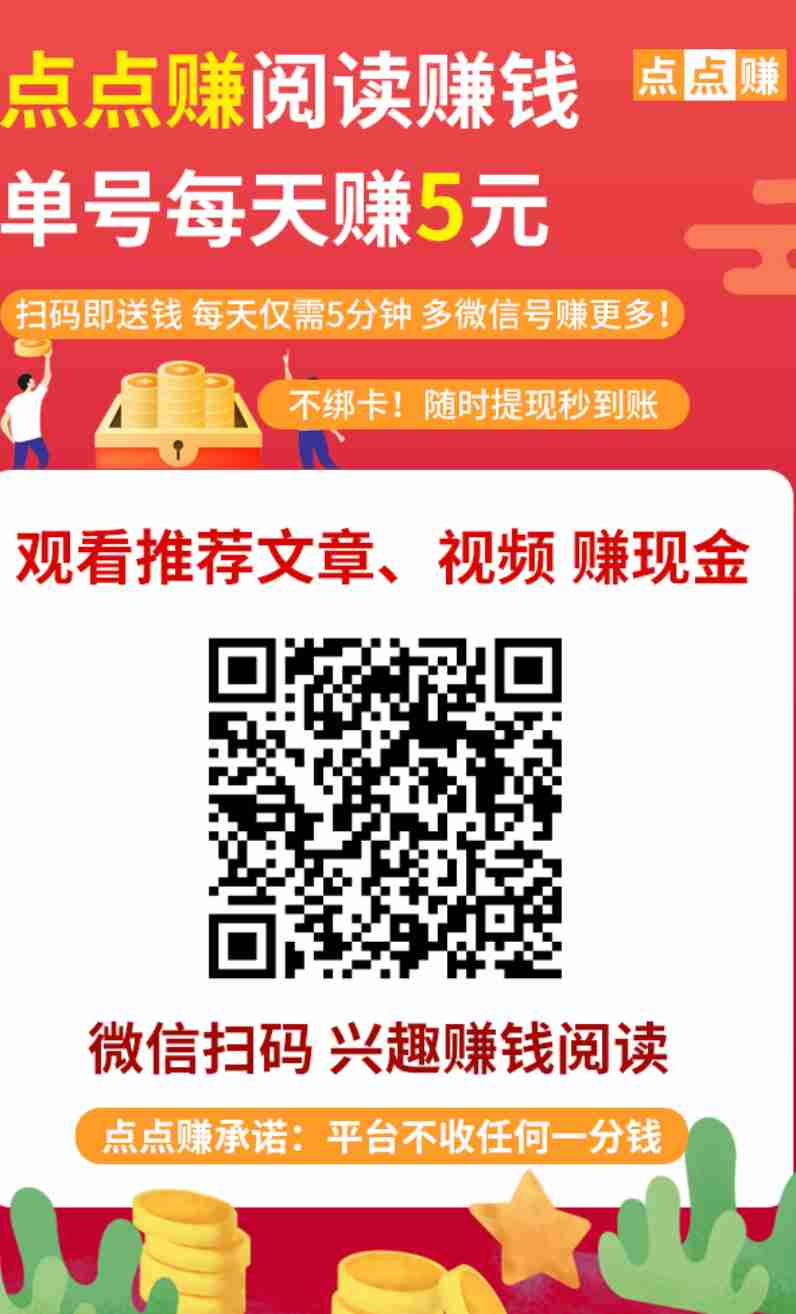 点点赚阅读赚钱
点点赚
单号每天赚5元
扫码即送钱 每天仅需5分钟 多微信号赚更多！
不绑卡！随时提现秒到账
观看推荐文章、视频 赚现金
微信扫码 兴趣赚钱阅读
点点赚承诺：平台不收任何一分钱